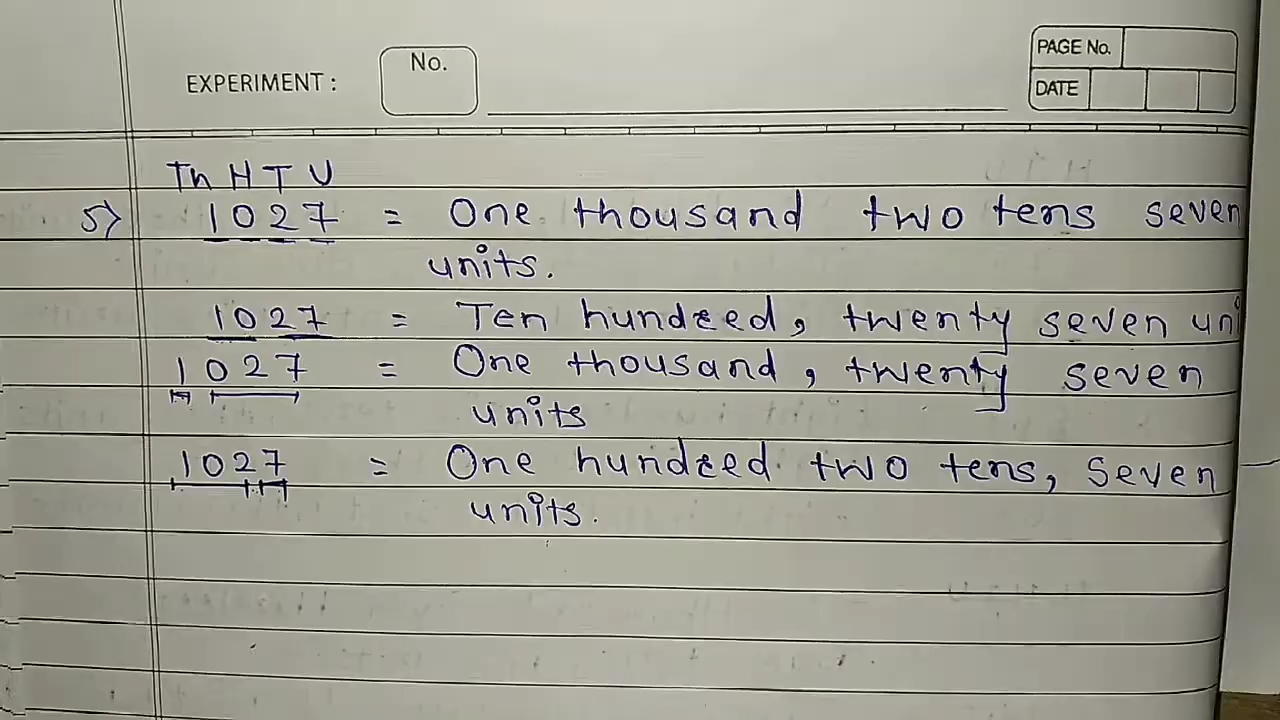 EXPERIMENT :
No.
PAGE No.
DATE
Th H T U
5) 1027 = One thousand two tens seven
units.
1027 = Ten hundred, twenty seven uni
1027 = One thousand, twenty seven
units
1027 = One hundred two tens, seven
units.